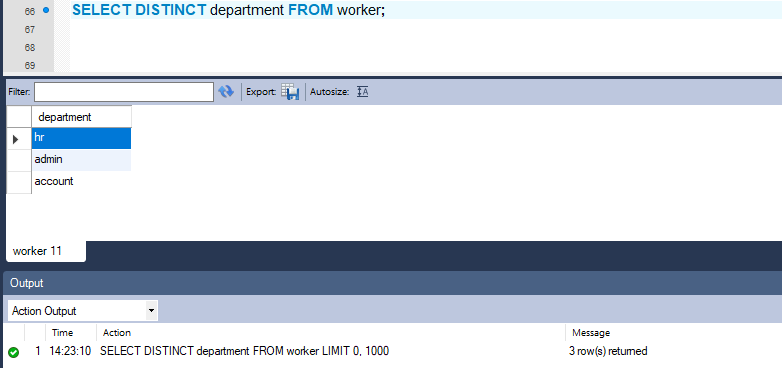 66 SELECT DISTINCT department FROM worker;
67
68
69
Filter: Export: Autosize:
department
hr
admin
account
worker 11
Output
Action Output
Time Action Message
1 14:23:10 SELECT DISTINCT department FROM worker LIMIT 0, 1000 3 row(s) returned